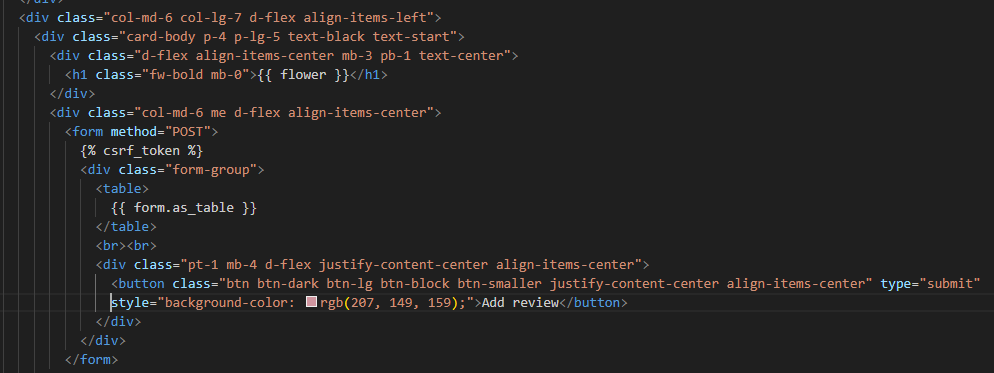 </div>
<div class="col-md-6 col-lg-7 d-flex align-items-left">
<div class="card-body p-4 p-lg-5 text-black text-start">
<div class="d-flex align-items-center mb-3 pb-1 text-center">
<h1 class="fw-bold mb-0">{{ flower }}</h1>
</div>
<div class="col-md-6 me d-flex align-items-center">
<form method="POST">
{% csrf_token %}
<div class="form-group">
<table>
{{ form.as_table }}
</table>
<br><br>
<div class="pt-1 mb-4 d-flex justify-content-center align-items-center">
<button class="btn btn-dark btn-lg btn-block btn-smaller justify-content-center align-items-center" type="submit"
style="background-color: rgb(207, 149, 159);">Add review</button>
</div>
</div>
</form>